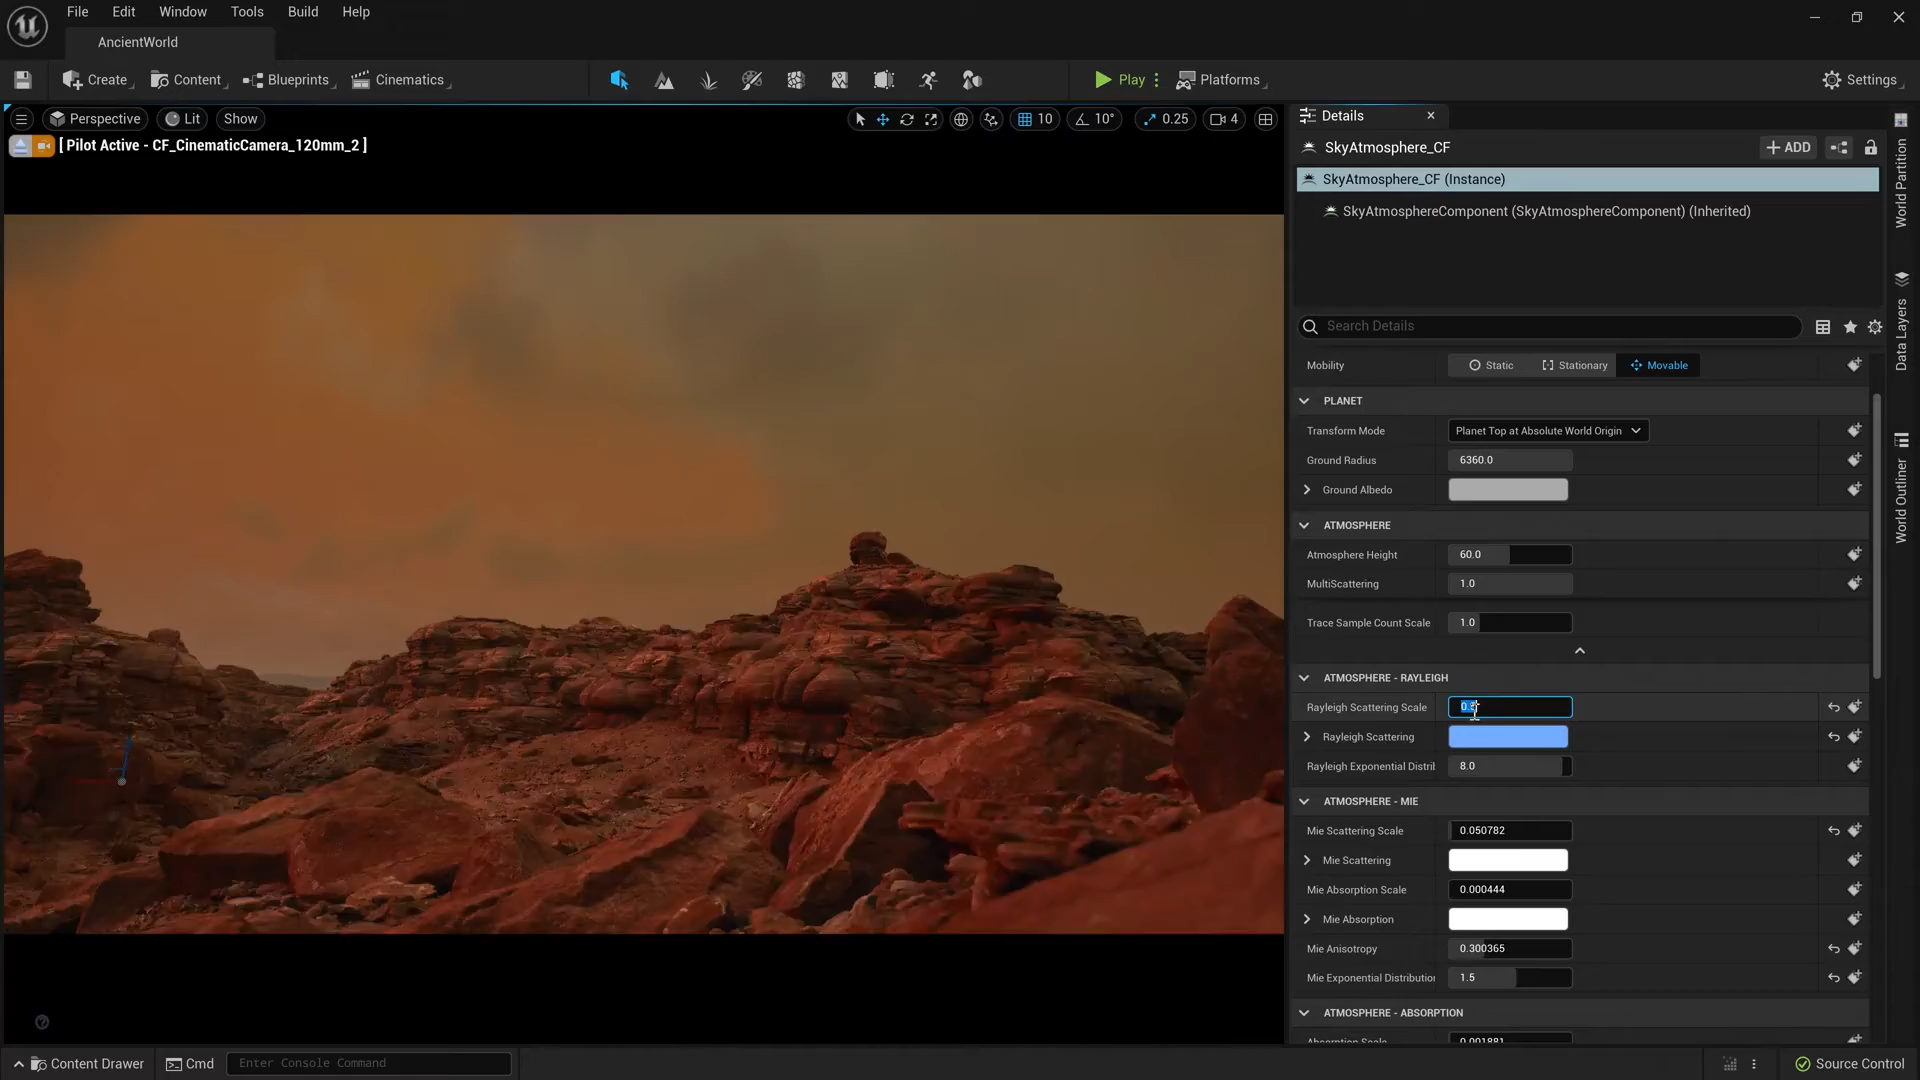 File Edit Window Tools Build Help
AncientWorld
Create Content Blueprints Cinematics Play Platforms Settings
Perspective Lit Show 10 10° 0.25 4
[ Pilot Active - CF_CinematicCamera_120mm_2 ]
Details
SkyAtmosphere_CF
ADD
SkyAtmosphere_CF (Instance)
SkyAtmosphereComponent (SkyAtmosphereComponent) (Inherited)
Search Details
Mobility Static Stationary Movable
PLANET
Transform Mode Planet Top at Absolute World Origin
Ground Radius 6360.0
Ground Albedo
ATMOSPHERE
Atmosphere Height 60.0
MultiScattering 1.0
Trace Sample Count Scale 1.0
ATMOSPHERE - RAYLEIGH
Rayleigh Scattering Scale
Rayleigh Scattering
Rayleigh Exponential Distrib 8.0
ATMOSPHERE - MIE
Mie Scattering Scale 0.050782
Mie Scattering
Mie Absorption Scale 0.000444
Mie Absorption
Mie Anisotropy 0.300365
Mie Exponential Distribution 1.5
ATMOSPHERE - ABSORPTION
Absorption Scale 0.001881
World Partition
Data Layers
World Outliner
Content Drawer Cmd Enter Console Command Source Control